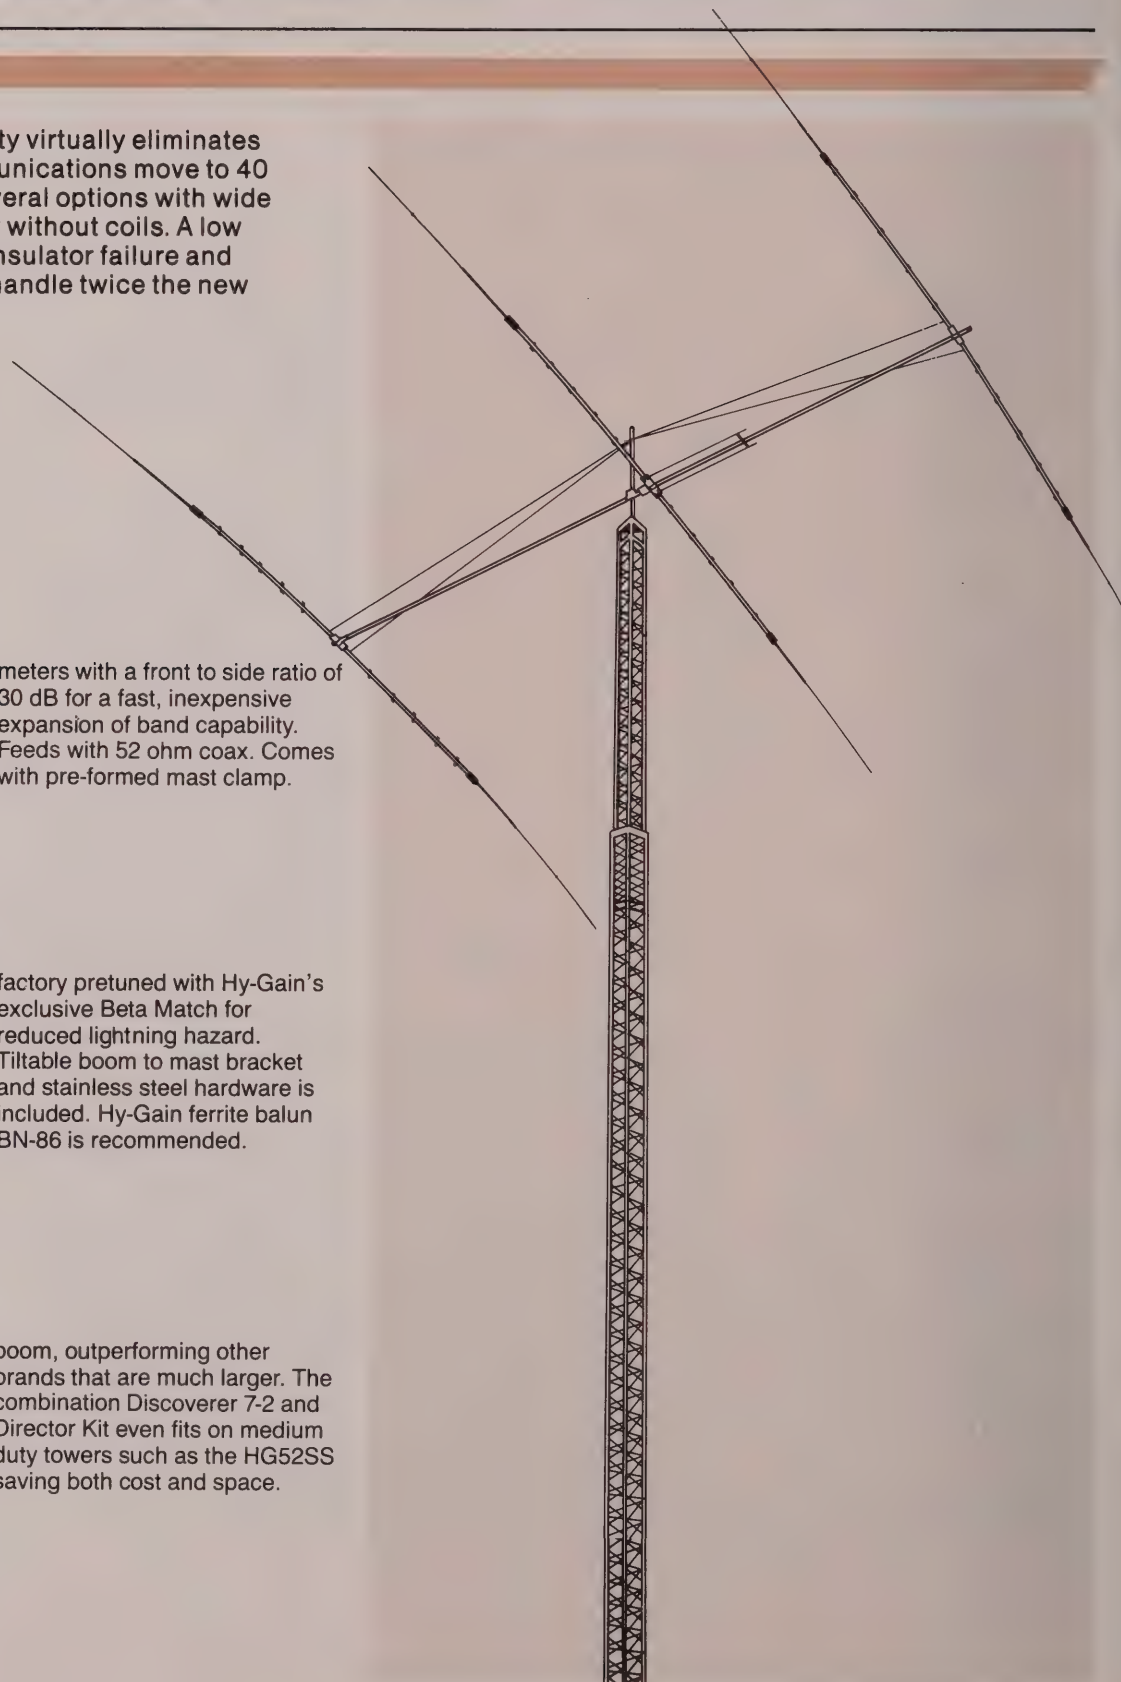 ty virtually eliminates
unications move to 40
eral options with wide
without coils. A low
nsulator failure and
andle twice the new
meters with a front to side ratio of
30 dB for a fast, inexpensive
expansion of band capability.
Feeds with 52 ohm coax. Comes
with pre-formed mast clamp.
factory pretuned with Hy-Gain's
exclusive Beta Match for
reduced lightning hazard.
Tiltable boom to mast bracket
and stainless steel hardware is
included. Hy-Gain ferrite balun
BN-86 is recommended.
boom, outperforming other
brands that are much larger. The
combination Discoverer 7-2 and
Director Kit even fits on medium
duty towers such as the HG52SS
saving both cost and space.